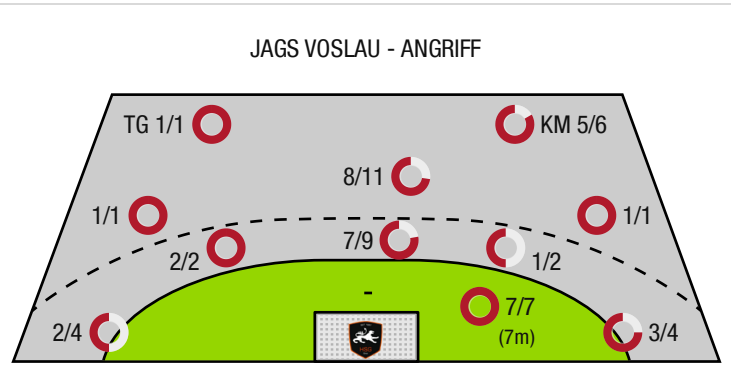 JAGS VOSLAU - ANGRIFF
TG 1/1
KM 5/6
8/11
1/1
1/1
2/2
7/9
1/2
-
7/7
(7m)
2/4
3/4